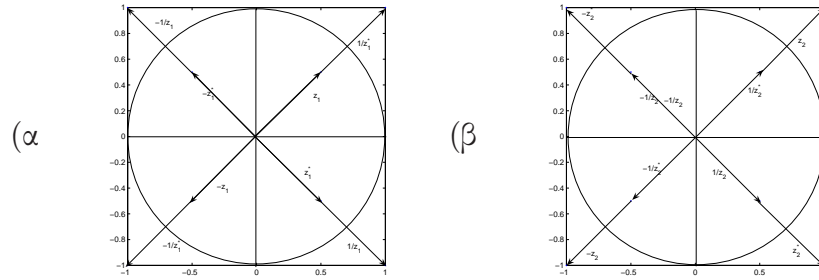 (α
1
0.8
0.6
0.4
0.2
0
−0.2
−0.4
−0.6
−0.8
−1
−1 −0.5 0 0.5 1
−1/z₁
1/z₁*
−z₁*
z₁
−z₁
z₁*
−1/z₁*
1/z₁
(β
1
0.8
0.6
0.4
0.2
0
−0.2
−0.4
−0.6
−0.8
−1
−1 −0.5 0 0.5
−z₂
z₂
−1/z₂ −1/z₂
1/z₂*
−1/z₂*
1/z₂
−z₂
z₂*